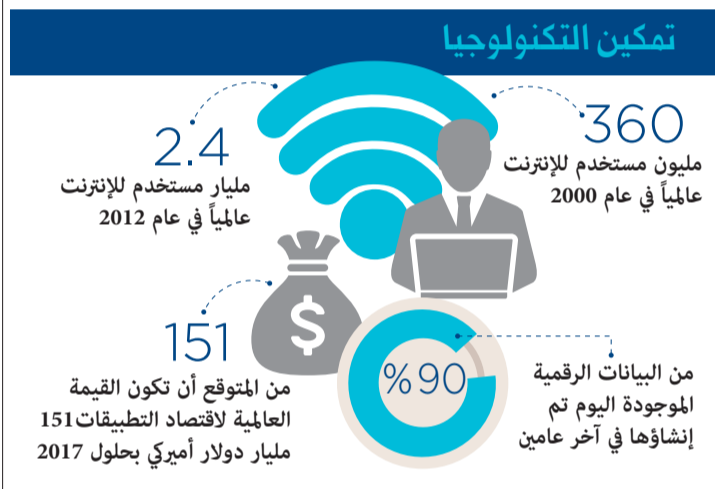 تمكين التكنولوجيا
360
مليون مستخدم للإنترنت
عالمياً في عام 2000
2.4
مليار مستخدم للإنترنت
عالمياً في عام 2012
$
151
من المتوقع أن تكون القيمة
العالمية لاقتصاد التطبيقات151
مليار دولار أميركي بحلول 2017
%90
من البيانات الرقمية
الموجودة اليوم تم
إنشاؤها في آخر عامين